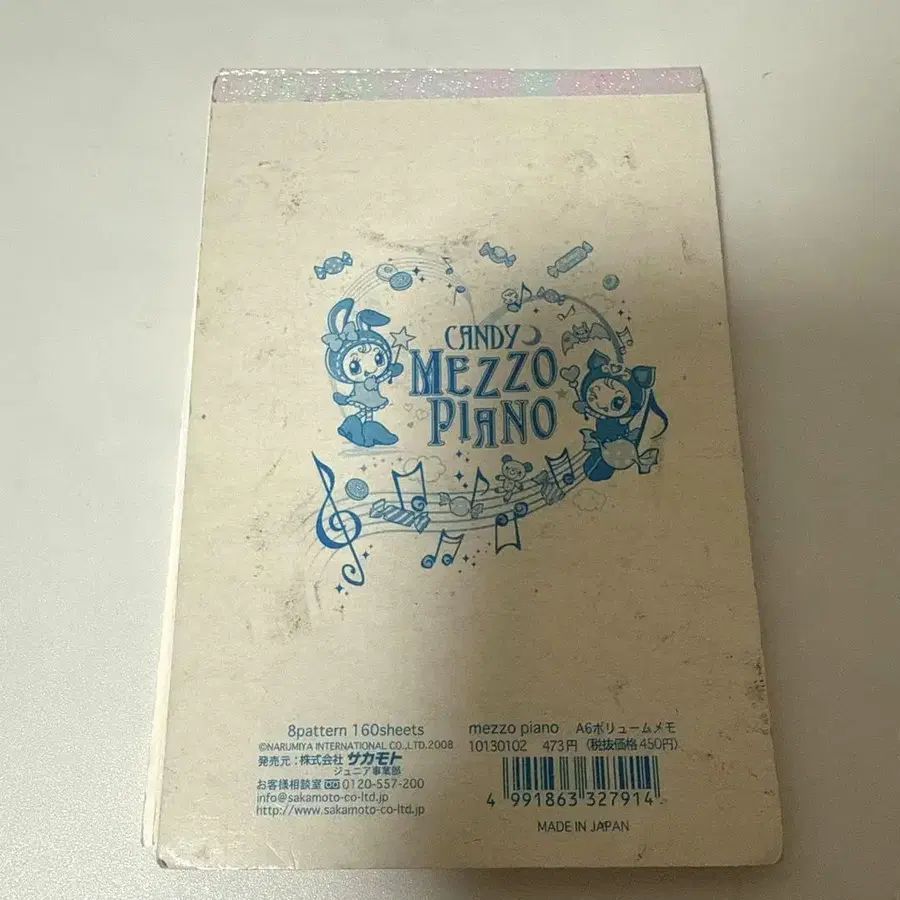 CANDY
MEZZO
PIANO
8pattern 160sheets
©NARUMIYA INTERNATIONAL CO.,LTD.2008
発売元：株式会社 サカモト
ジュニア事業部
お客様相談室 0120-557-200
info@sakamoto-co-ltd.jp
http://www.sakamoto-co-ltd.jp
mezzo piano A6ボリュームメモ
10130102 473円（税抜価格 450円）
4 991863 327914
MADE IN JAPAN